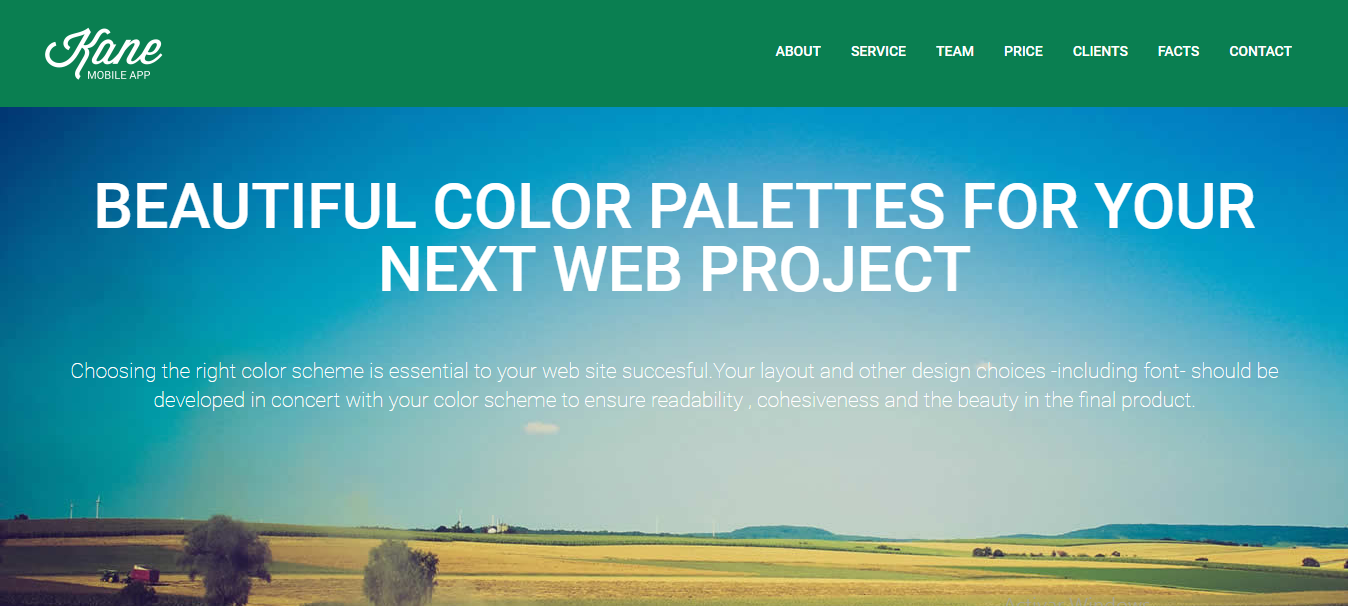 Kane
MOBILE APP
ABOUT SERVICE TEAM PRICE CLIENTS FACTS CONTACT
BEAUTIFUL COLOR PALETTES FOR YOUR
NEXT WEB PROJECT
Choosing the right color scheme is essential to your web site succesful.Your layout and other design choices -including font- should be
developed in concert with your color scheme to ensure readability , cohesiveness and the beauty in the final product.